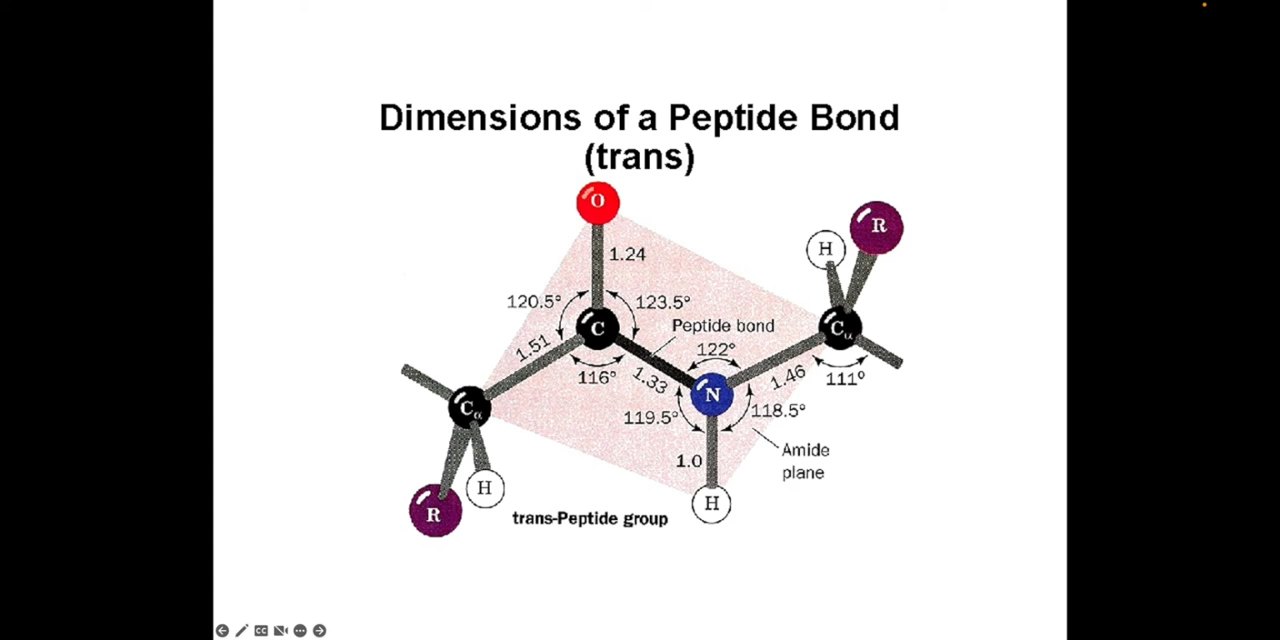 Dimensions of a Peptide Bond
(trans)
O
R
H
1.24
120.5°
123.5°
C
Peptide bond
Cα
1.51
122°
116°
1.33
1.46
111°
N
Cα
119.5°
118.5°
Amide
plane
1.0
H
R
H
trans-Peptide group
CC